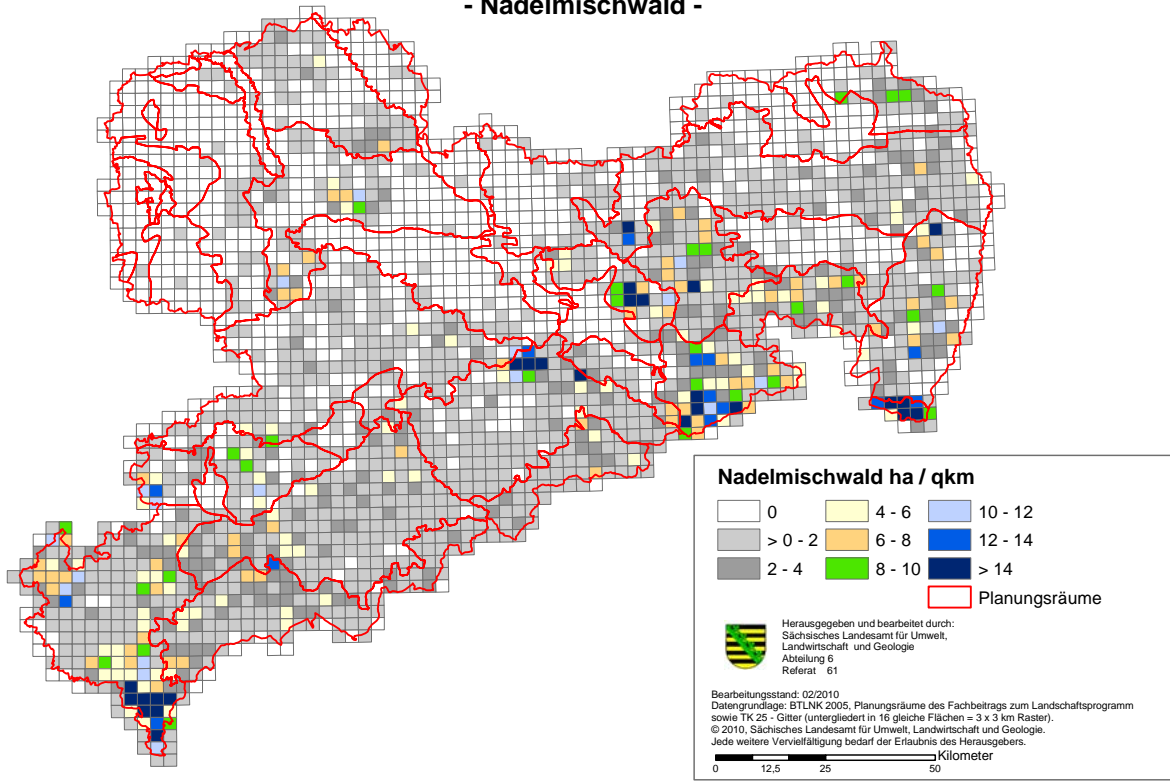 - Nadelmischwald -
Nadelmischwald ha / qkm
0
4 - 6
10 - 12
> 0 - 2
6 - 8
12 - 14
2 - 4
8 - 10
> 14
Planungsräume
Herausgegeben und bearbeitet durch:
Sächsisches Landesamt für Umwelt,
Landwirtschaft und Geologie
Abteilung 6
Referat 61
Bearbeitungsstand: 02/2010
Datengrundlage: BTLNK 2005, Planungsräume des Fachbeitrags zum Landschaftsprogramm
sowie TK 25 - Gitter (untergliedert in 16 gleiche Flächen = 3 x 3 km Raster).
© 2010, Sächisches Landesamt für Umwelt, Landwirtschaft und Geologie.
Jede weitere Vervielfältigung bedarf der Erlaubnis des Herausgebers.
Kilometer
0 12,5 25 50